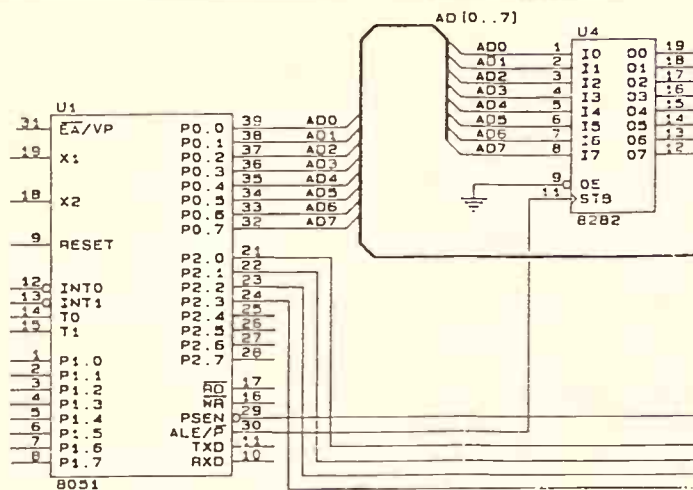 AD[0..7]
U4
AD0 1 I0 O0 19
AD1 2 I1 O1 18
AD2 3 I2 O2 17
AD3 4 I3 O3 16
AD4 5 I4 O4 15
AD5 6 I5 O5 14
AD6 7 I6 O6 13
AD7 8 I7 O7 12
9 OE
11 STB
8282
U1
31 EA/VP
19 X1
18 X2
9 RESET
12 INT0
13 INT1
14 T0
15 T1
1 P1.0
2 P1.1
3 P1.2
4 P1.3
5 P1.4
6 P1.5
7 P1.6
8 P1.7
P0.0 39 AD0
P0.1 38 AD1
P0.2 37 AD2
P0.3 36 AD3
P0.4 35 AD4
P0.5 34 AD5
P0.6 33 AD6
P0.7 32 AD7
P2.0 21
P2.1 22
P2.2 23
P2.3 24
P2.4 25
P2.5 26
P2.6 27
P2.7 28
RD 17
WR 16
PSEN 29
ALE/P 30
TXD 11
RXD 10
8051